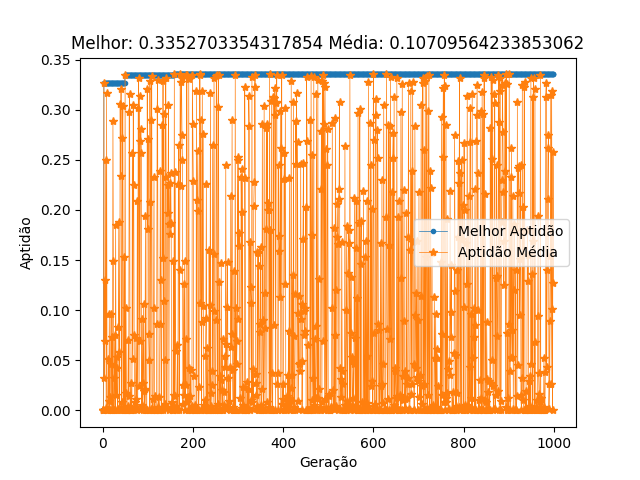 Melhor: 0.3352703354317854 Média: 0.10709564233853062
0.35
0.30
0.25
0.20
0.15
0.10
0.05
0.00
Aptidão
Melhor Aptidão
Aptidão Média
0 200 400 600 800 1000
Geração